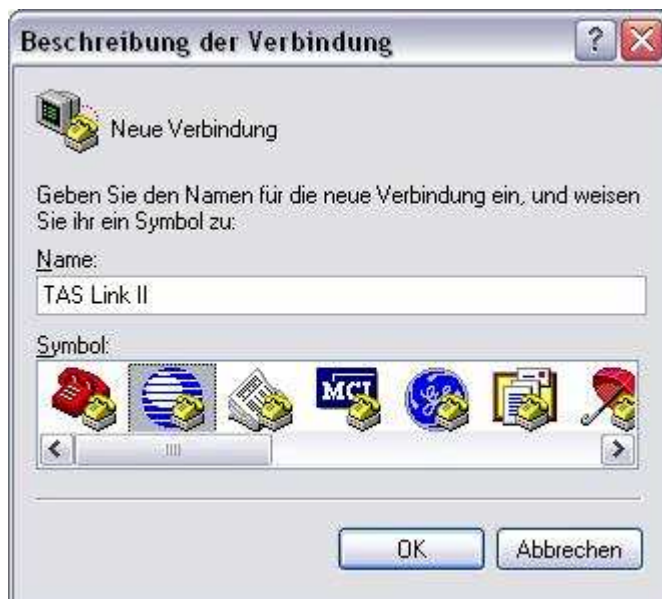 Beschreibung der Verbindung
Neue Verbindung
Geben Sie den Namen für die neue Verbindung ein, und weisen
Sie ihr ein Symbol zu:
Name:
TAS Link II
Symbol:
MCI
OK
Abbrechen